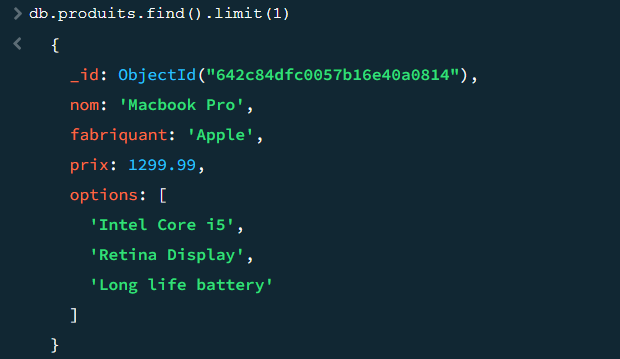 > db.produits.find().limit(1)
< {
_id: ObjectId("642c84dfc0057b16e40a0814"),
nom: 'Macbook Pro',
fabriquant: 'Apple',
prix: 1299.99,
options: [
'Intel Core i5',
'Retina Display',
'Long life battery'
]
}